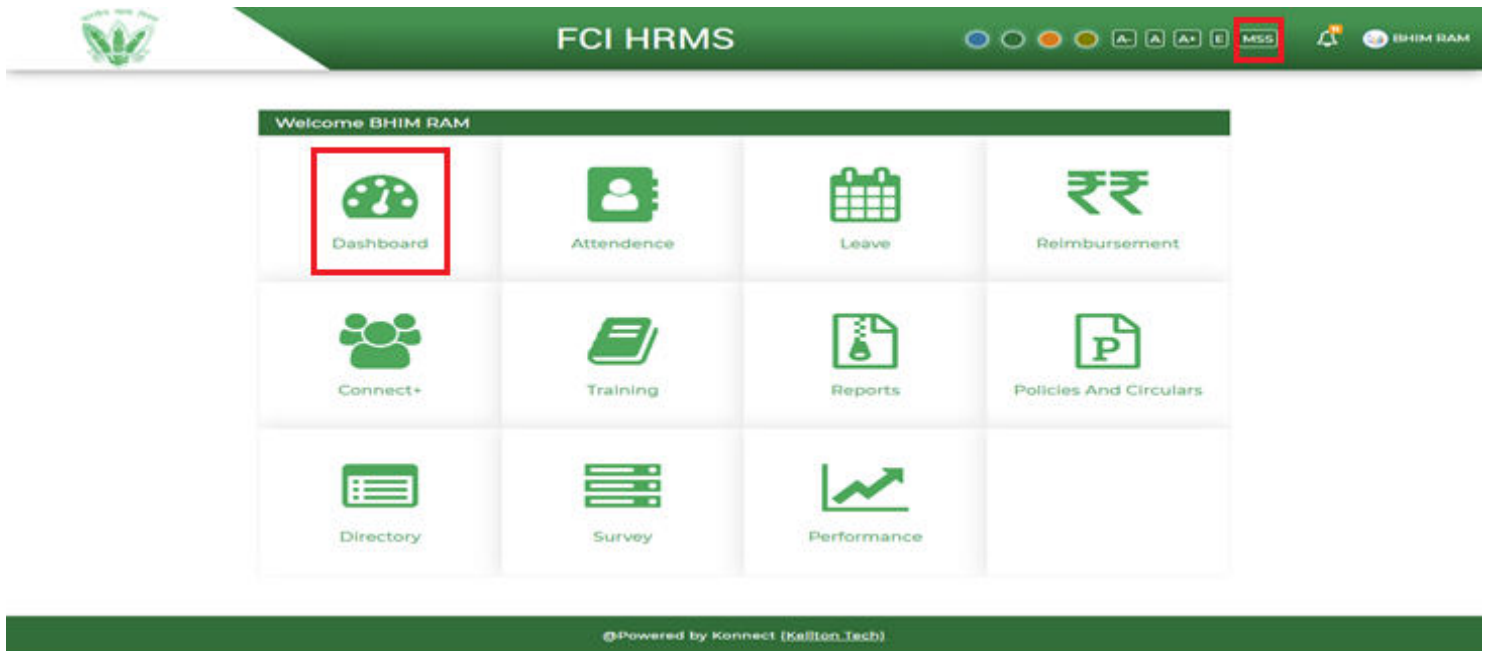 FCI HRMS
A- A A+ E MSS
BHIM RAM
Welcome BHIM RAM
Dashboard
Attendence
Leave
Reimbursement
Connect+
Training
Reports
P
Policies And Circulars
Directory
Survey
Performance
@Powered by Konnect (Kellton Tech)